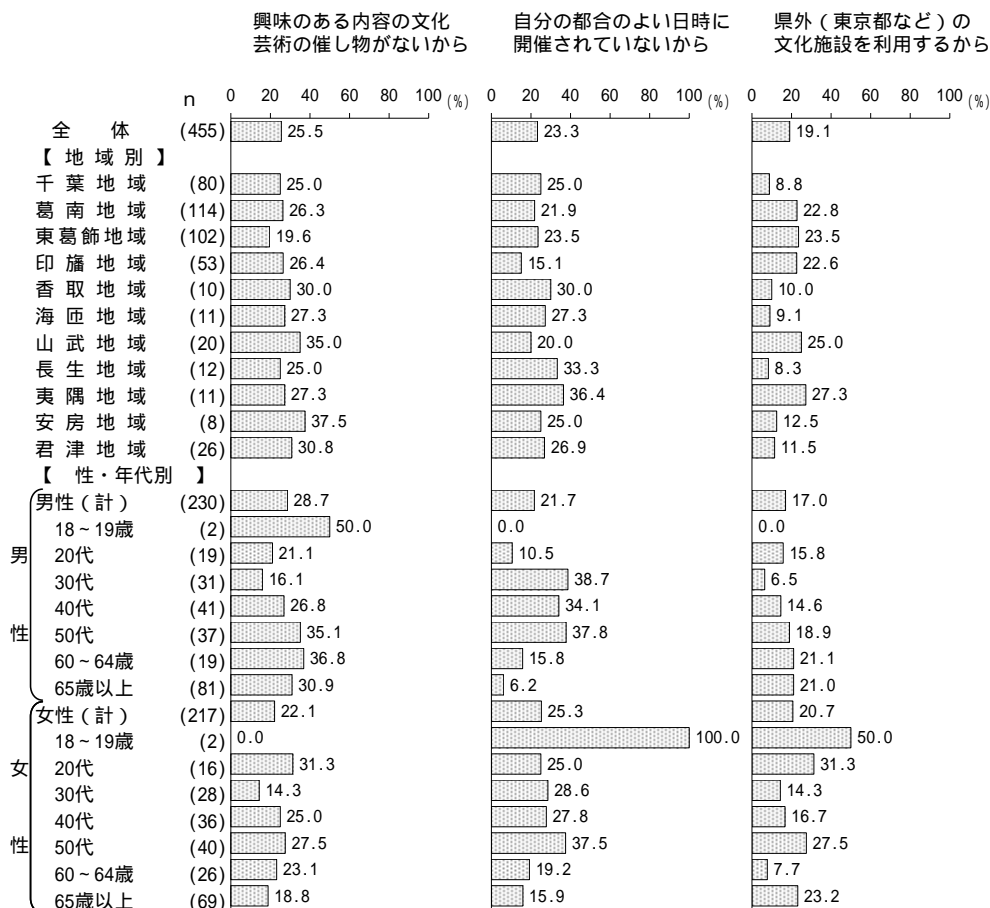 興味のある内容の文化 自分の都合のよい日時に 県外（東京都など）の
芸術の催し物がないから 開催されていないから 文化施設を利用するから
n 0 20 40 60 80 100 (%) 0 20 40 60 80 100 (%) 0 20 40 60 80 100 (%)
全体 (455) 25.5 23.3 19.1
【地域別】
千葉地域 (80) 25.0 25.0 8.8
葛南地域 (114) 26.3 21.9 22.8
東葛飾地域 (102) 19.6 23.5 23.5
印旛地域 (53) 26.4 15.1 22.6
香取地域 (10) 30.0 30.0 10.0
海匝地域 (11) 27.3 27.3 9.1
山武地域 (20) 35.0 20.0 25.0
長生地域 (12) 25.0 33.3 8.3
夷隅地域 (11) 27.3 36.4 27.3
安房地域 (8) 37.5 25.0 12.5
君津地域 (26) 30.8 26.9 11.5
【 性・年代別 】
男性（計） (230) 28.7 21.7 17.0
18～19歳 (2) 50.0 0.0 0.0
男 20代 (19) 21.1 10.5 15.8
30代 (31) 16.1 38.7 6.5
40代 (41) 26.8 34.1 14.6
性 50代 (37) 35.1 37.8 18.9
60～64歳 (19) 36.8 15.8 21.1
65歳以上 (81) 30.9 6.2 21.0
女性（計） (217) 22.1 25.3 20.7
18～19歳 (2) 0.0 100.0 50.0
女 20代 (16) 31.3 25.0 31.3
30代 (28) 14.3 28.6 14.3
40代 (36) 25.0 27.8 16.7
性 50代 (40) 27.5 37.5 27.5
60～64歳 (26) 23.1 19.2 7.7
65歳以上 (69) 18.8 15.9 23.2